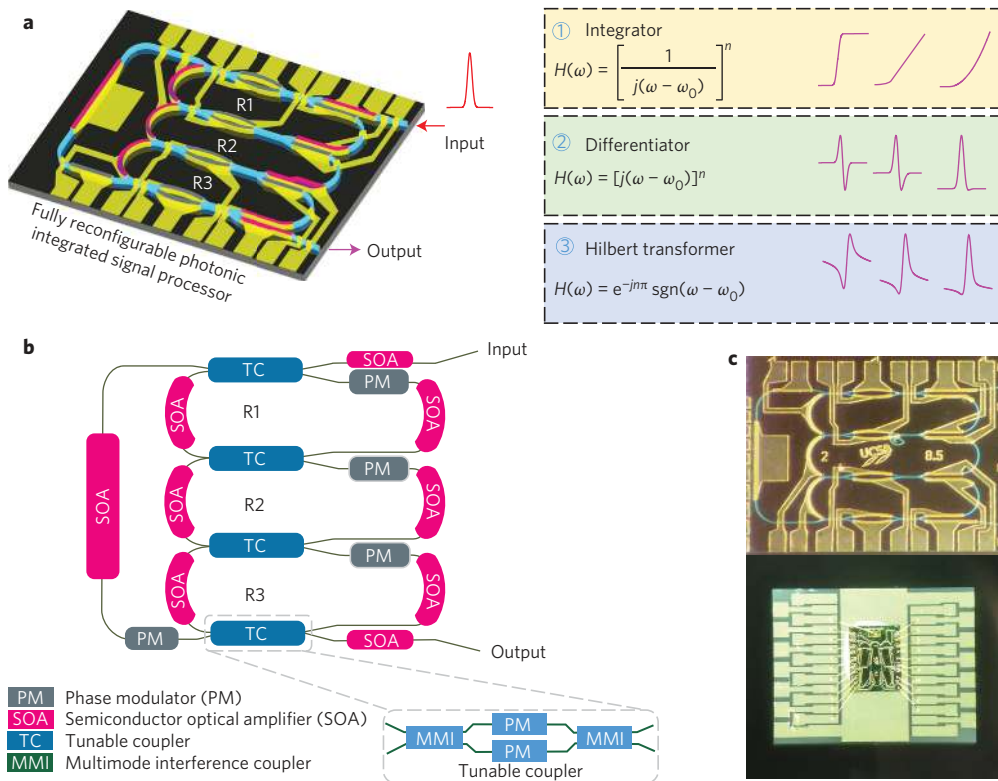 a
R1
R2
R3
Input
Output
Fully reconfigurable photonic
integrated signal processor
① Integrator
H(ω) = [1 / j(ω − ω₀)]ⁿ
② Differentiator
H(ω) = [j(ω − ω₀)]ⁿ
③ Hilbert transformer
H(ω) = e⁻ʲⁿᵖ sgn(ω − ω₀)
b
TC
SOA
Input
PM
SOA
R1
SOA
TC
PM
SOA
SOA
R2
SOA
TC
PM
SOA
R3
SOA
PM
TC
SOA
Output
PM Phase modulator (PM)
SOA Semiconductor optical amplifier (SOA)
TC Tunable coupler
MMI Multimode interference coupler
MMI
PM
PM
MMI
Tunable coupler
c
2
UCSB
8.5